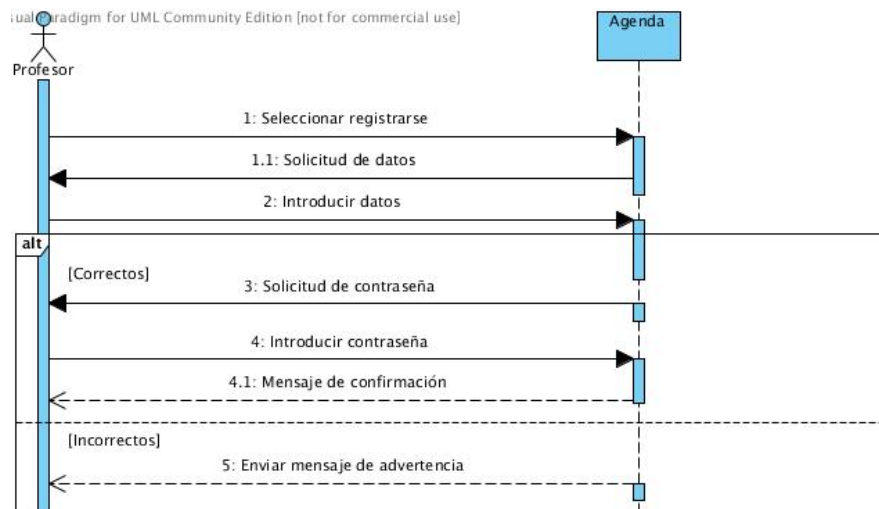 ual Paradigm for UML Community Edition [not for commercial use]
Agenda
Profesor
1: Seleccionar registrarse
1.1: Solicitud de datos
2: Introducir datos
alt
[Correctos]
3: Solicitud de contraseña
4: Introducir contraseña
4.1: Mensaje de confirmación
[Incorrectos]
5: Enviar mensaje de advertencia